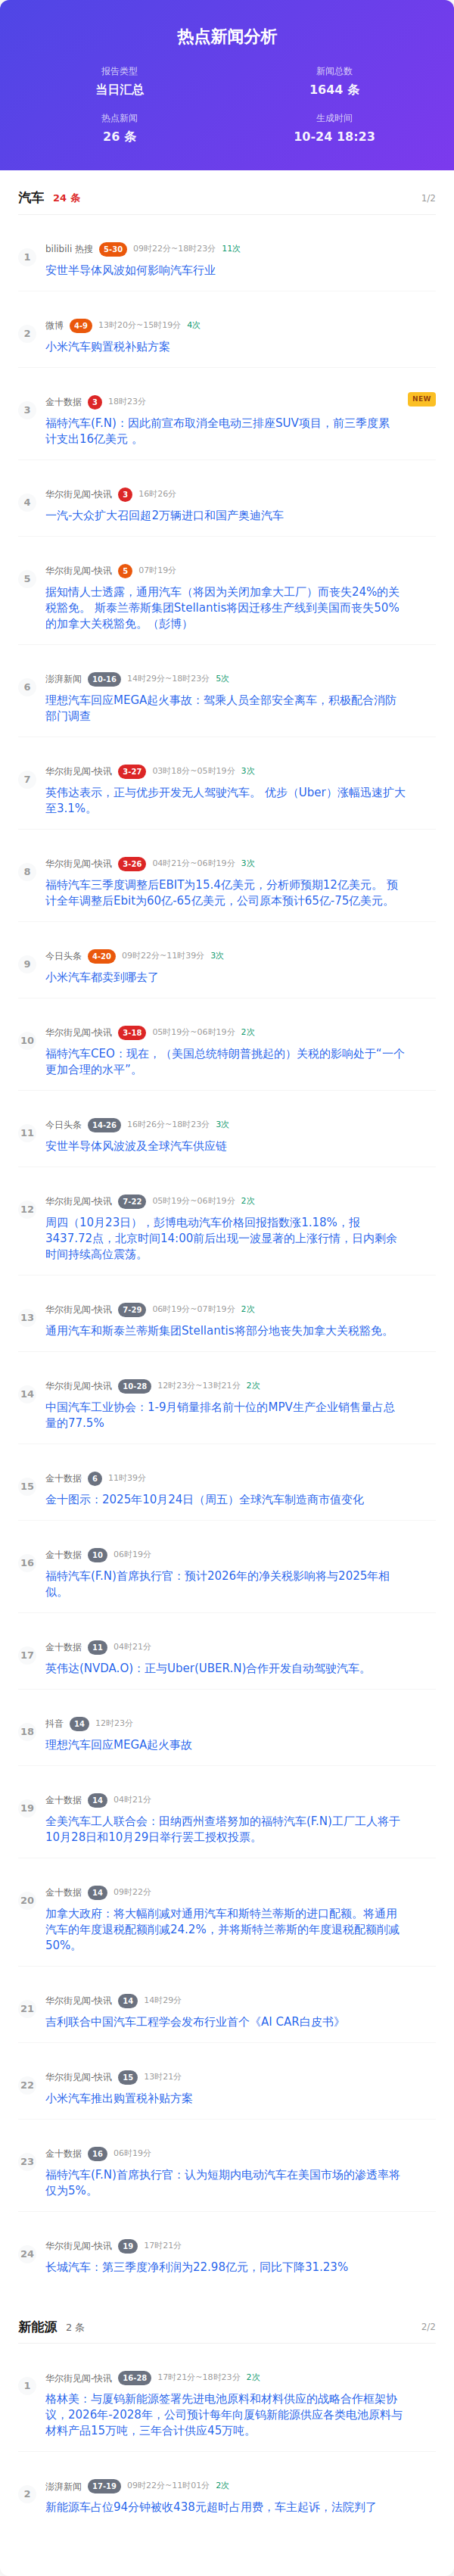 热点新闻分析
报告类型
当日汇总
新闻总数
1644 条
热点新闻
26 条
生成时间
10-24 18:23
汽车 24 条 1/2
1
bilibili 热搜 5-30 09时22分~18时23分 11次
安世半导体风波如何影响汽车行业
2
微博 4-9 13时20分~15时19分 4次
小米汽车购置税补贴方案
3
金十数据 3 18时23分
NEW
福特汽车(F.N)：因此前宣布取消全电动三排座SUV项目，前三季度累
计支出16亿美元 。
4
华尔街见闻-快讯 3 16时26分
一汽-大众扩大召回超2万辆进口和国产奥迪汽车
5
华尔街见闻-快讯 5 07时19分
据知情人士透露，通用汽车（将因为关闭加拿大工厂）而丧失24%的关
税豁免。 斯泰兰蒂斯集团Stellantis将因迁移生产线到美国而丧失50%
的加拿大关税豁免。（彭博）
6
澎湃新闻 10-16 14时29分~18时23分 5次
理想汽车回应MEGA起火事故：驾乘人员全部安全离车，积极配合消防
部门调查
7
华尔街见闻-快讯 3-27 03时18分~05时19分 3次
英伟达表示，正与优步开发无人驾驶汽车。 优步（Uber）涨幅迅速扩大
至3.1%。
8
华尔街见闻-快讯 3-26 04时21分~06时19分 3次
福特汽车三季度调整后EBIT为15.4亿美元，分析师预期12亿美元。 预
计全年调整后Ebit为60亿-65亿美元，公司原本预计65亿-75亿美元。
9
今日头条 4-20 09时22分~11时39分 3次
小米汽车都卖到哪去了
10
华尔街见闻-快讯 3-18 05时19分~06时19分 2次
福特汽车CEO：现在，（美国总统特朗普挑起的）关税的影响处于“一个
更加合理的水平”。
11
今日头条 14-26 16时26分~18时23分 3次
安世半导体风波波及全球汽车供应链
12
华尔街见闻-快讯 7-22 05时19分~06时19分 2次
周四（10月23日），彭博电动汽车价格回报指数涨1.18%，报
3437.72点，北京时间14:00前后出现一波显著的上涨行情，日内剩余
时间持续高位震荡。
13
华尔街见闻-快讯 7-29 06时19分~07时19分 2次
通用汽车和斯泰兰蒂斯集团Stellantis将部分地丧失加拿大关税豁免。
14
华尔街见闻-快讯 10-28 12时23分~13时21分 2次
中国汽车工业协会：1-9月销量排名前十位的MPV生产企业销售量占总
量的77.5%
15
金十数据 6 11时39分
金十图示：2025年10月24日（周五）全球汽车制造商市值变化
16
金十数据 10 06时19分
福特汽车(F.N)首席执行官：预计2026年的净关税影响将与2025年相
似。
17
金十数据 11 04时21分
英伟达(NVDA.O)：正与Uber(UBER.N)合作开发自动驾驶汽车。
18
抖音 14 12时23分
理想汽车回应MEGA起火事故
19
金十数据 14 04时21分
全美汽车工人联合会：田纳西州查塔努加的福特汽车(F.N)工厂工人将于
10月28日和10月29日举行罢工授权投票。
20
金十数据 14 09时22分
加拿大政府：将大幅削减对通用汽车和斯特兰蒂斯的进口配额。将通用
汽车的年度退税配额削减24.2%，并将斯特兰蒂斯的年度退税配额削减
50%。
21
华尔街见闻-快讯 14 14时29分
吉利联合中国汽车工程学会发布行业首个《AI CAR白皮书》
22
华尔街见闻-快讯 15 13时21分
小米汽车推出购置税补贴方案
23
金十数据 16 06时19分
福特汽车(F.N)首席执行官：认为短期内电动汽车在美国市场的渗透率将
仅为5%。
24
华尔街见闻-快讯 19 17时21分
长城汽车：第三季度净利润为22.98亿元，同比下降31.23%
新能源 2 条 2/2
1
华尔街见闻-快讯 16-28 17时21分~18时23分 2次
格林美：与厦钨新能源签署先进电池原料和材料供应的战略合作框架协
议，2026年-2028年，公司预计每年向厦钨新能源供应各类电池原料与
材料产品15万吨，三年合计供应45万吨。
2
澎湃新闻 17-19 09时22分~11时01分 2次
新能源车占位94分钟被收438元超时占用费，车主起诉，法院判了